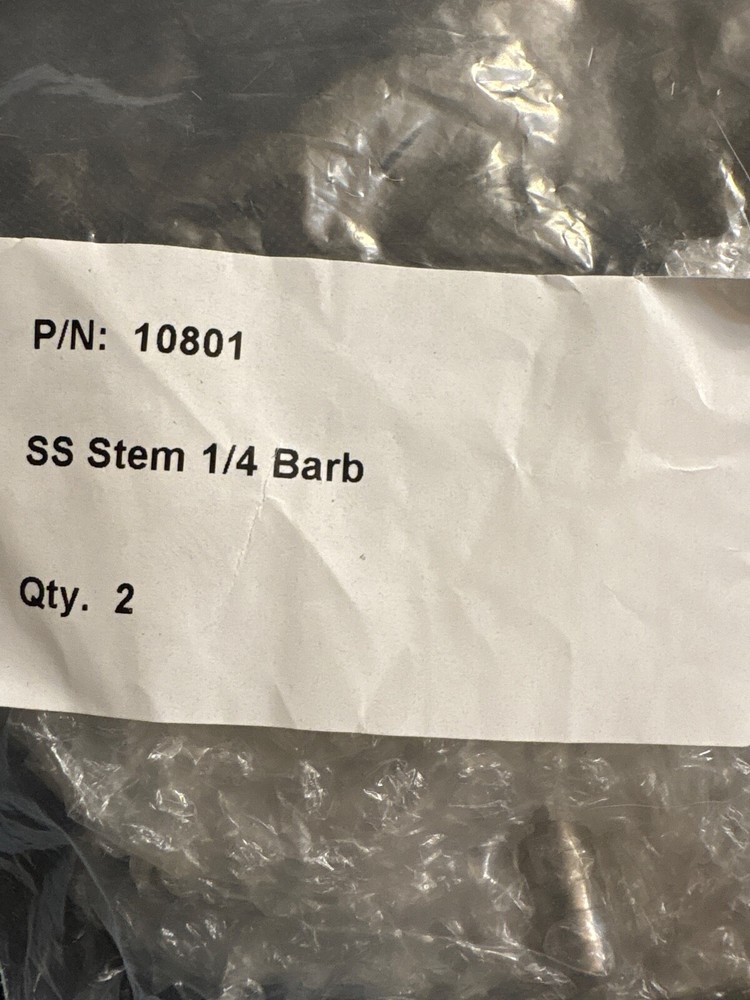 P/N: 10801
SS Stem 1/4 Barb
Qty. 2